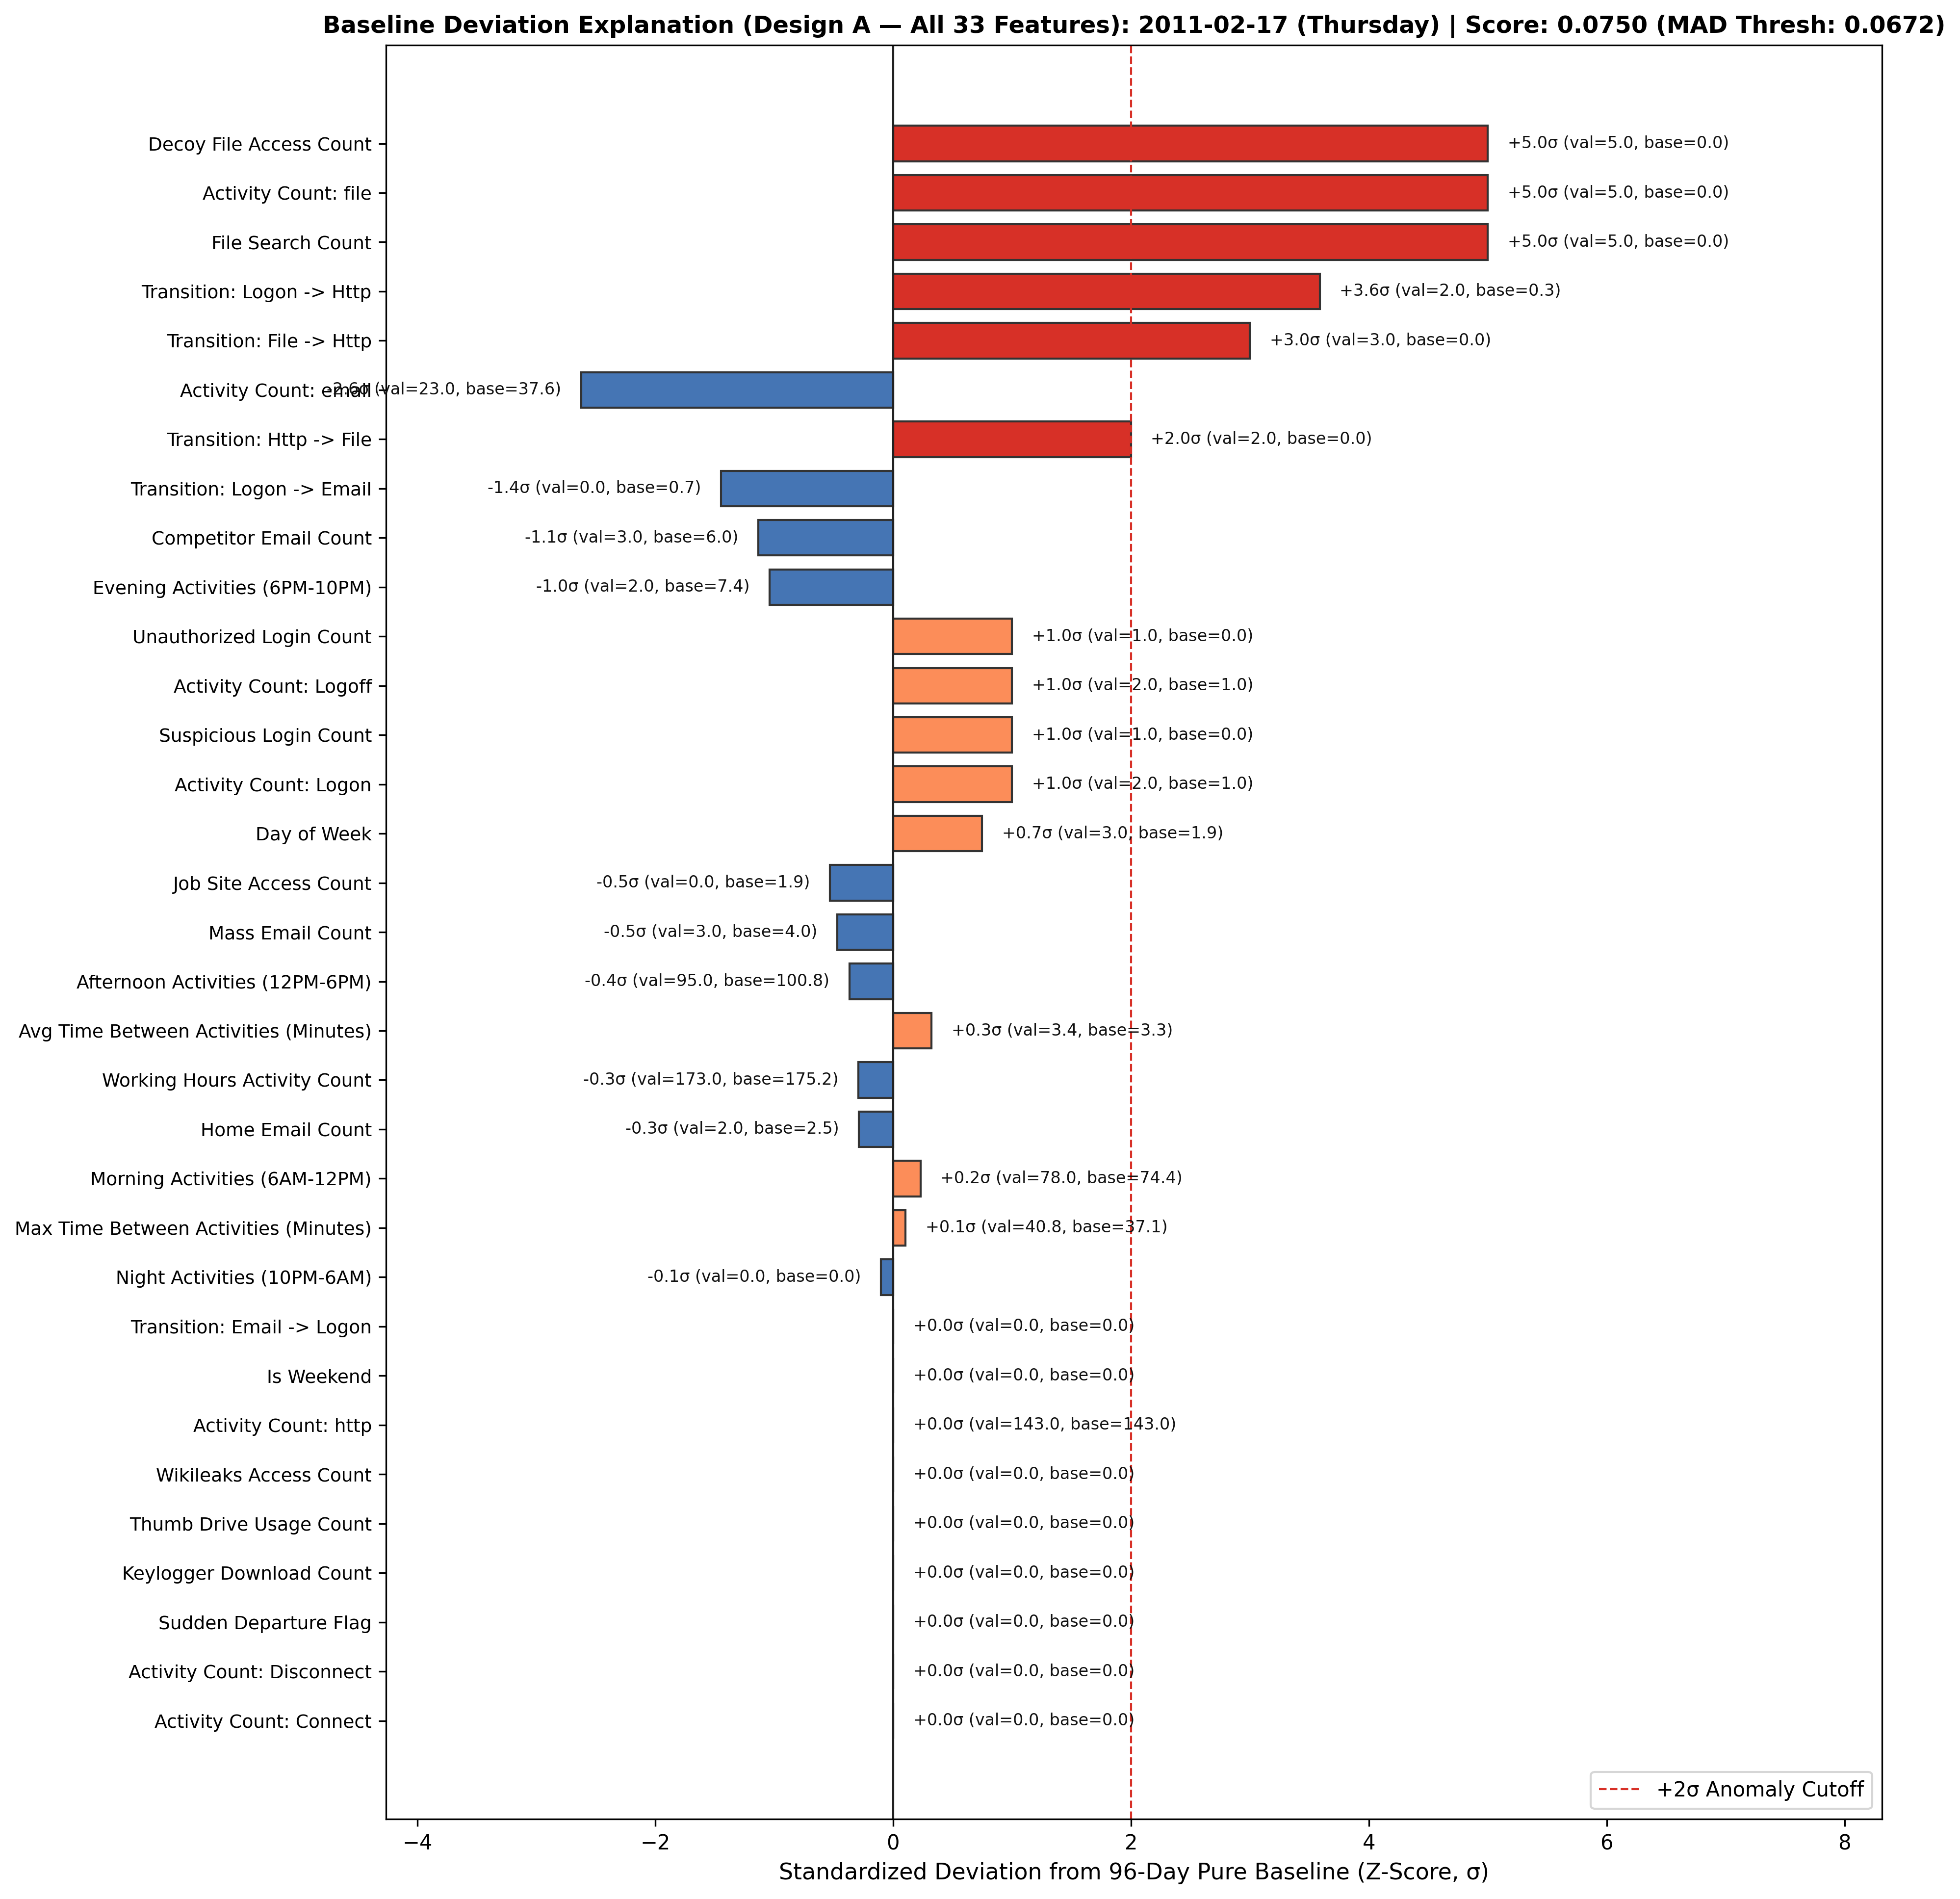 Baseline Deviation Explanation (Design A — All 33 Features): 2011-02-17 (Thursday) | Score: 0.0750 (MAD Thresh: 0.0672)
Decoy File Access Count +5.0σ (val=5.0, base=0.0)
Activity Count: file +5.0σ (val=5.0, base=0.0)
File Search Count +5.0σ (val=5.0, base=0.0)
Transition: Logon -> Http +3.6σ (val=2.0, base=0.3)
Transition: File -> Http +3.0σ (val=3.0, base=0.0)
Activity Count: email -2.6σ (val=23.0, base=37.6)
Transition: Http -> File +2.0σ (val=2.0, base=0.0)
Transition: Logon -> Email -1.4σ (val=0.0, base=0.7)
Competitor Email Count -1.1σ (val=3.0, base=6.0)
Evening Activities (6PM-10PM) -1.0σ (val=2.0, base=7.4)
Unauthorized Login Count +1.0σ (val=1.0, base=0.0)
Activity Count: Logoff +1.0σ (val=2.0, base=1.0)
Suspicious Login Count +1.0σ (val=1.0, base=0.0)
Activity Count: Logon +1.0σ (val=2.0, base=1.0)
Day of Week +0.7σ (val=3.0, base=1.9)
Job Site Access Count -0.5σ (val=0.0, base=1.9)
Mass Email Count -0.5σ (val=3.0, base=4.0)
Afternoon Activities (12PM-6PM) -0.4σ (val=95.0, base=100.8)
Avg Time Between Activities (Minutes) +0.3σ (val=3.4, base=3.3)
Working Hours Activity Count -0.3σ (val=173.0, base=175.2)
Home Email Count -0.3σ (val=2.0, base=2.5)
Morning Activities (6AM-12PM) +0.2σ (val=78.0, base=74.4)
Max Time Between Activities (Minutes) +0.1σ (val=40.8, base=37.1)
Night Activities (10PM-6AM) -0.1σ (val=0.0, base=0.0)
Transition: Email -> Logon +0.0σ (val=0.0, base=0.0)
Is Weekend +0.0σ (val=0.0, base=0.0)
Activity Count: http +0.0σ (val=143.0, base=143.0)
Wikileaks Access Count +0.0σ (val=0.0, base=0.0)
Thumb Drive Usage Count +0.0σ (val=0.0, base=0.0)
Keylogger Download Count +0.0σ (val=0.0, base=0.0)
Sudden Departure Flag +0.0σ (val=0.0, base=0.0)
Activity Count: Disconnect +0.0σ (val=0.0, base=0.0)
Activity Count: Connect +0.0σ (val=0.0, base=0.0)
+2σ Anomaly Cutoff
−4 −2 0 2 4 6 8
Standardized Deviation from 96-Day Pure Baseline (Z-Score, σ)